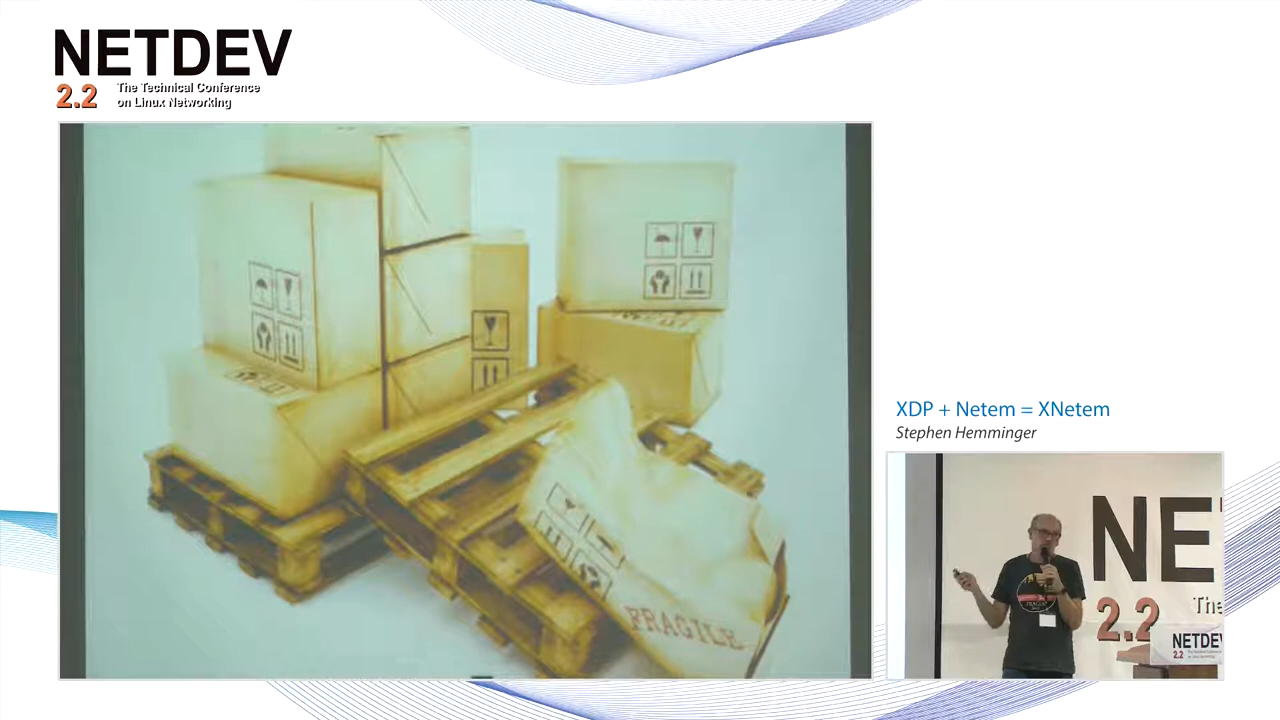 NETDEV
2.2
The Technical Conference
on Linux Networking
FRAGILE
XDP + Netem = XNetem
Stephen Hemminger
NE
2.2
The
NETDEV
2.2